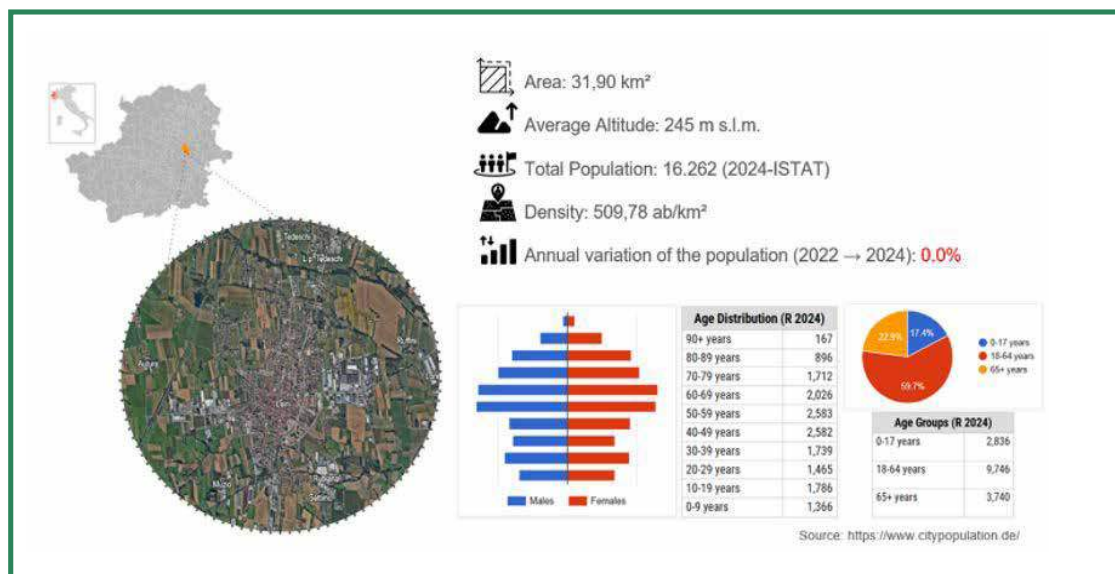 Area: 31,90 km²
Average Altitude: 245 m s.l.m.
Total Population: 16.262 (2024-ISTAT)
Density: 509,78 ab/km²
Annual variation of the population (2022 → 2024): 0.0%
Tedeschi
Tedeschi
Males
Females
Age Distribution (R 2024)
90+ years 167
80-89 years 896
70-79 years 1,712
60-69 years 2,026
50-59 years 2,583
40-49 years 2,582
30-39 years 1,739
20-29 years 1,465
10-19 years 1,786
0-9 years 1,366
22.9%
17.4%
59.7%
0-17 years
18-64 years
65+ years
Age Groups (R 2024)
0-17 years 2,836
18-64 years 9,746
65+ years 3,740
Source: https://www.citypopulation.de/